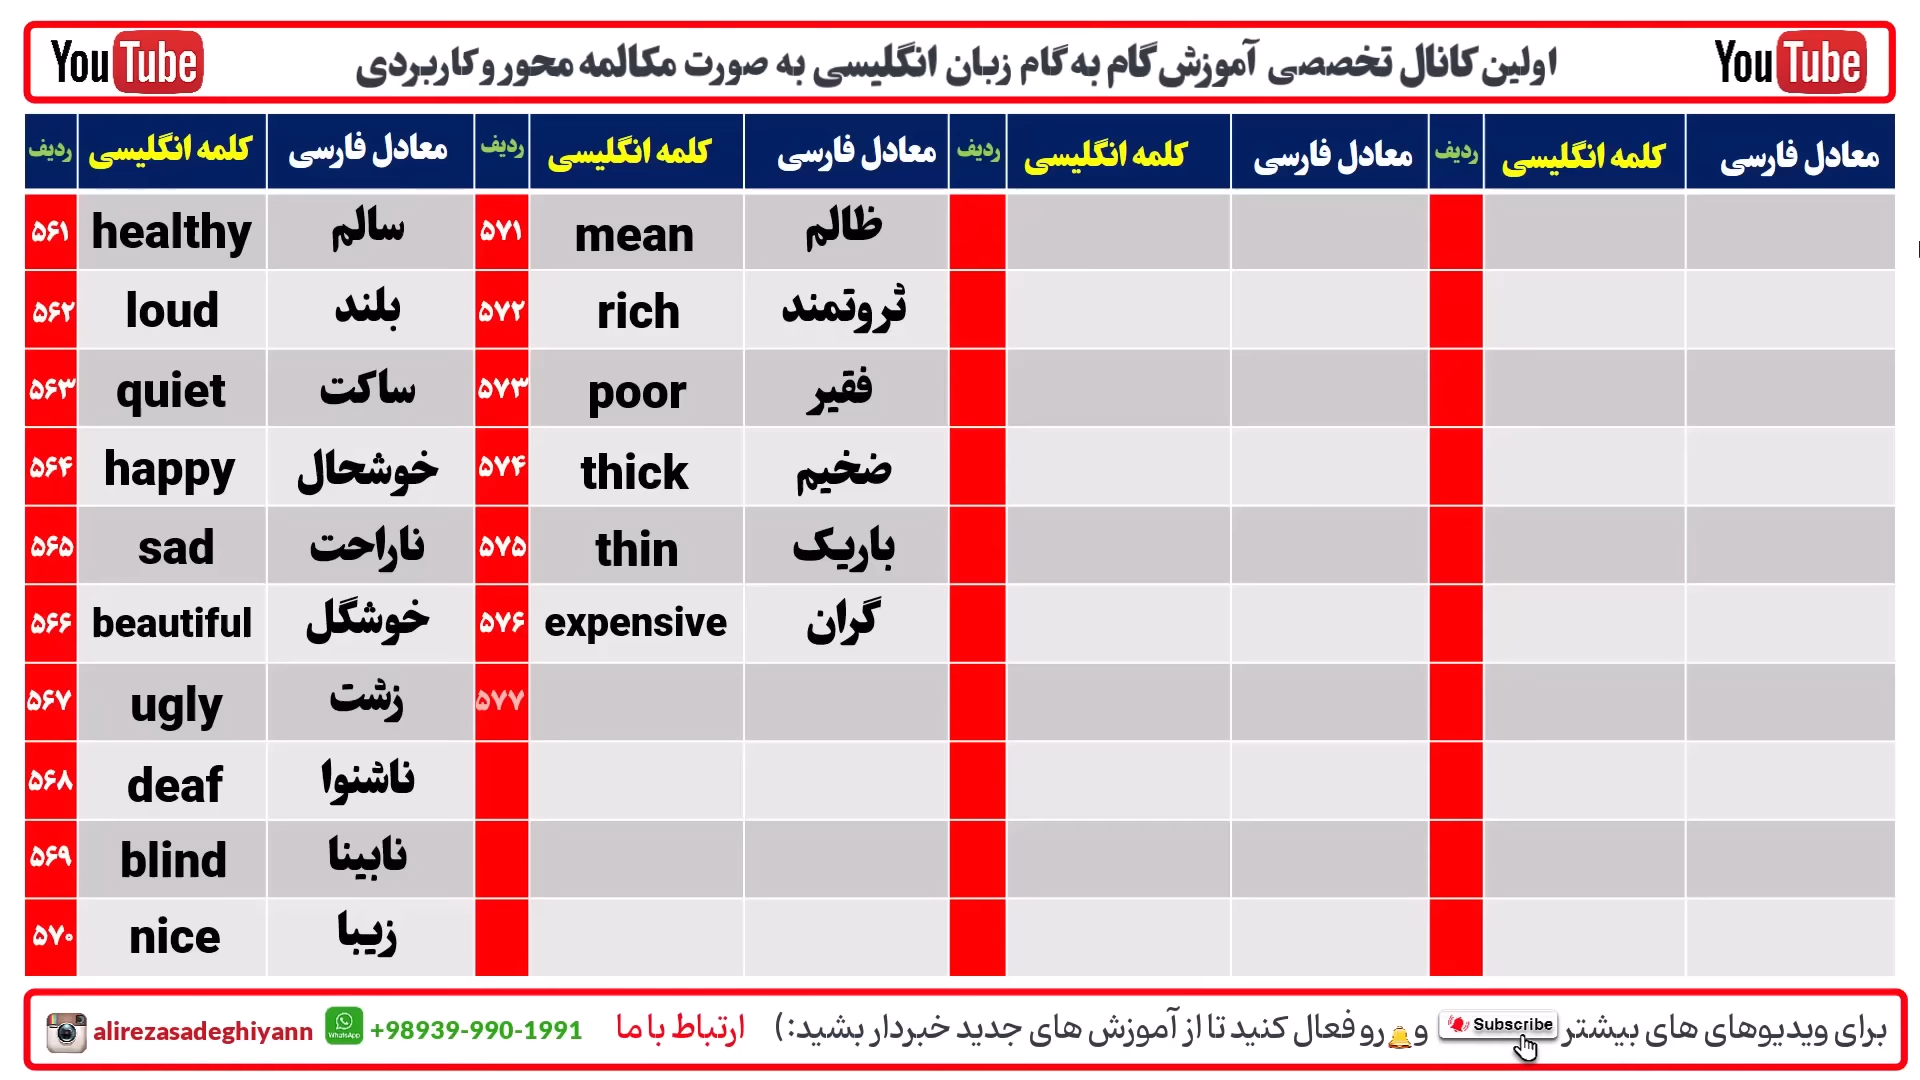 YouTube اولین کانال تخصصی آموزش گام به گام زبان انگلیسی به صورت مکالمه محور و کاربردی YouTube
ردیف کلمه انگلیسی معادل فارسی ردیف کلمه انگلیسی معادل فارسی ردیف کلمه انگلیسی معادل فارسی ردیف کلمه انگلیسی معادل فارسی
۵۶۱ healthy سالم ۵۷۱ mean ظالم
۵۶۲ loud بلند ۵۷۲ rich ثروتمند
۵۶۳ quiet ساکت ۵۷۳ poor فقیر
۵۶۴ happy خوشحال ۵۷۴ thick ضخیم
۵۶۵ sad ناراحت ۵۷۵ thin باریک
۵۶۶ beautiful خوشگل ۵۷۶ expensive گران
۵۶۷ ugly زشت ۵۷۷
۵۶۸ deaf ناشنوا
۵۶۹ blind نابینا
۵۷۰ nice زیبا
برای ویدیوهای های بیشتر Subscribe و رو فعال کنید تا از آموزش های جدید خبردار بشید:) ارتباط با ما +98939-990-1991 WhatsApp alirezasadeghiyann